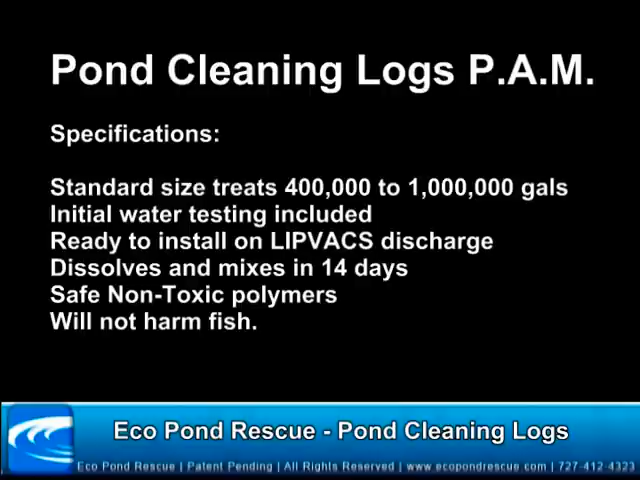 Pond Cleaning Logs P.A.M.
Specifications:
Standard size treats 400,000 to 1,000,000 gals
Initial water testing included
Ready to install on LIPVACS discharge
Dissolves and mixes in 14 days
Safe Non-Toxic polymers
Will not harm fish.
Eco Pond Rescue - Pond Cleaning Logs
Eco Pond Rescue | Patent Pending | All Rights Reserved | www.ecopondrescue.com | 727-412-4323